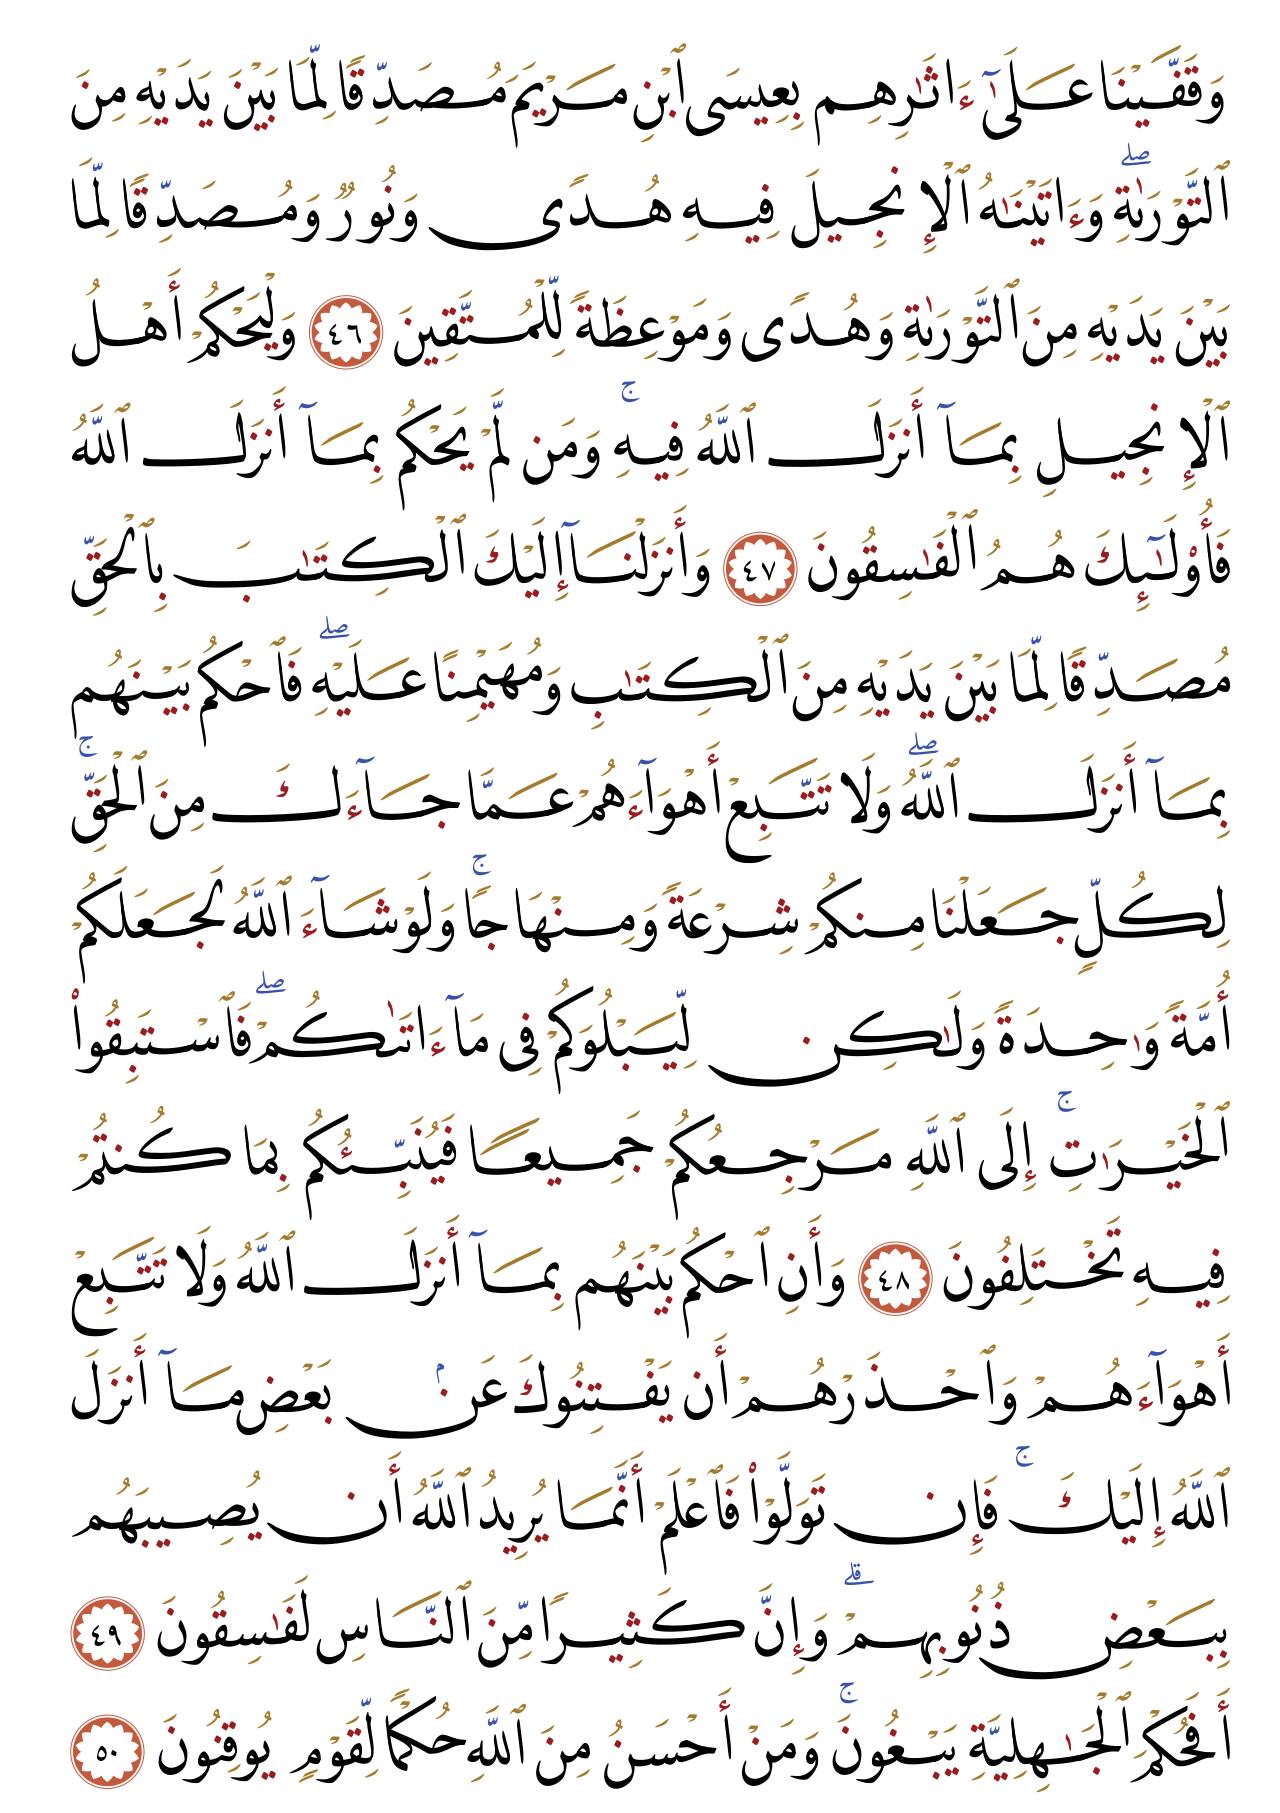 وَقَفَّيْنَا عَلَىٰٓ ءَاثَٰرِهِم بِعِيسَى ٱبْنِ مَرْيَمَ مُصَدِّقًا لِّمَا بَيْنَ يَدَيْهِ مِنَ
ٱلتَّوْرَىٰةِ ۖ وَءَاتَيْنَٰهُ ٱلْإِنجِيلَ فِيهِ هُدًى وَنُورٌ وَمُصَدِّقًا لِّمَا
بَيْنَ يَدَيْهِ مِنَ ٱلتَّوْرَىٰةِ وَهُدًى وَمَوْعِظَةً لِّلْمُتَّقِينَ ٤٦ وَلْيَحْكُمْ أَهْلُ
ٱلْإِنجِيلِ بِمَآ أَنزَلَ ٱللَّهُ فِيهِ ۚ وَمَن لَّمْ يَحْكُم بِمَآ أَنزَلَ ٱللَّهُ
فَأُو۟لَٰٓئِكَ هُمُ ٱلْفَٰسِقُونَ ٤٧ وَأَنزَلْنَآ إِلَيْكَ ٱلْكِتَٰبَ بِٱلْحَقِّ
مُصَدِّقًا لِّمَا بَيْنَ يَدَيْهِ مِنَ ٱلْكِتَٰبِ وَمُهَيْمِنًا عَلَيْهِ ۖ فَٱحْكُم بَيْنَهُم
بِمَآ أَنزَلَ ٱللَّهُ ۖ وَلَا تَتَّبِعْ أَهْوَآءَهُمْ عَمَّا جَآءَكَ مِنَ ٱلْحَقِّ ۚ
لِكُلٍّ جَعَلْنَا مِنكُمْ شِرْعَةً وَمِنْهَاجًا ۚ وَلَوْ شَآءَ ٱللَّهُ لَجَعَلَكُمْ
أُمَّةً وَٰحِدَةً وَلَٰكِن لِّيَبْلُوَكُمْ فِى مَآ ءَاتَىٰكُمْ ۖ فَٱسْتَبِقُوا۟
ٱلْخَيْرَٰتِ ۚ إِلَى ٱللَّهِ مَرْجِعُكُمْ جَمِيعًا فَيُنَبِّئُكُم بِمَا كُنتُمْ
فِيهِ تَخْتَلِفُونَ ٤٨ وَأَنِ ٱحْكُم بَيْنَهُم بِمَآ أَنزَلَ ٱللَّهُ وَلَا تَتَّبِعْ
أَهْوَآءَهُمْ وَٱحْذَرْهُمْ أَن يَفْتِنُوكَ عَنۢ بَعْضِ مَآ أَنزَلَ
ٱللَّهُ إِلَيْكَ ۚ فَإِن تَوَلَّوْا۟ فَٱعْلَمْ أَنَّمَا يُرِيدُ ٱللَّهُ أَن يُصِيبَهُم
بِبَعْضِ ذُنُوبِهِمْ ۗ وَإِنَّ كَثِيرًا مِّنَ ٱلنَّاسِ لَفَٰسِقُونَ ٤٩
أَفَحُكْمَ ٱلْجَٰهِلِيَّةِ يَبْغُونَ ۚ وَمَنْ أَحْسَنُ مِنَ ٱللَّهِ حُكْمًا لِّقَوْمٍ يُوقِنُونَ ٥٠